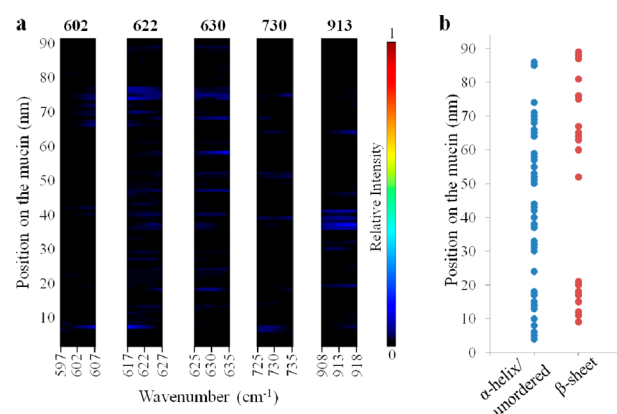 a
602 622 630 730 913
Position on the mucin (nm)
90
80
70
60
50
40
30
20
10
597 602 607 617 622 627 625 630 635 725 730 735 908 913 918
Wavenumber (cm⁻¹)
1
Relative Intensity
0
b
Position on the mucin (nm)
90
80
70
60
50
40
30
20
10
0
α-helix/
unordered
β-sheet